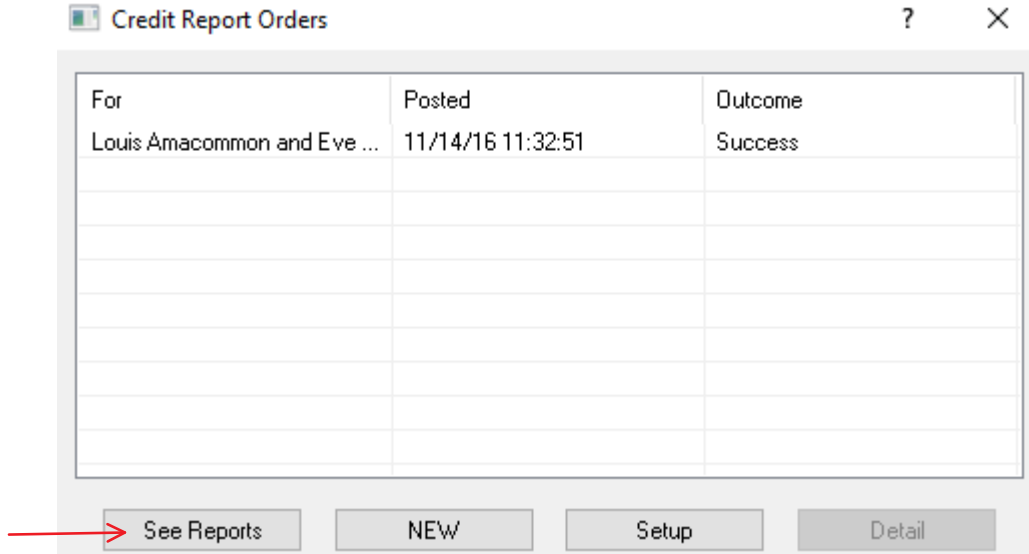 Credit Report Orders ?
For Posted Outcome
Louis Amacommon and Eve ... 11/14/16 11:32:51 Success
See Reports NEW Setup Detail